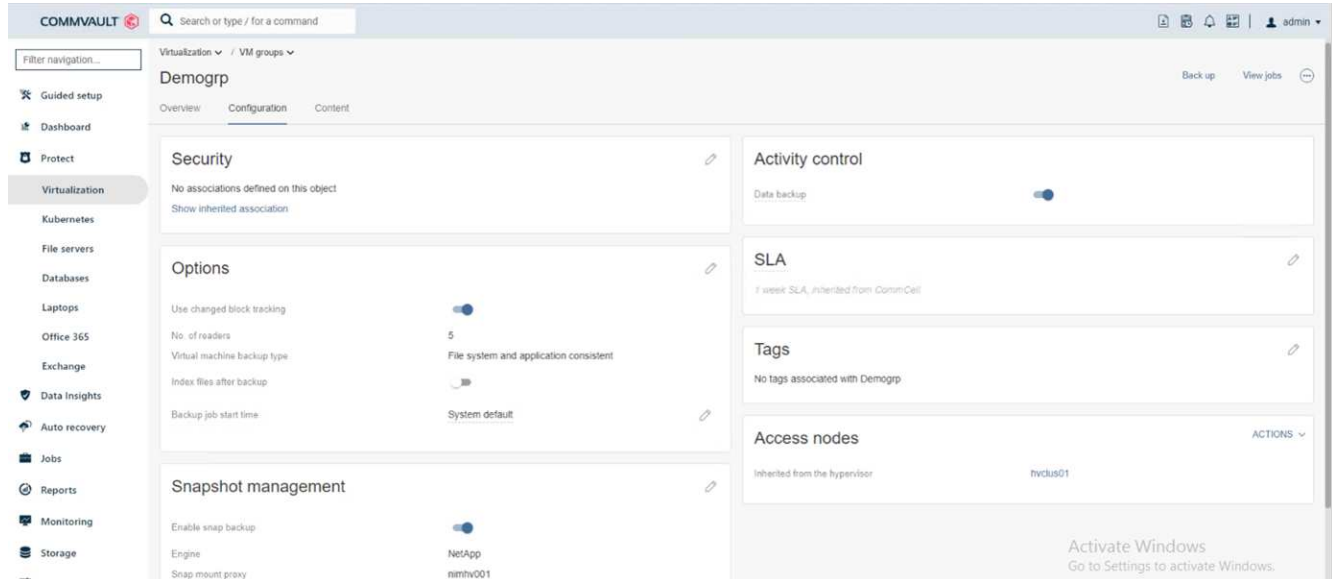 COMMVAULT
Search or type / for a command
admin
Filter navigation...
Guided setup
Dashboard
Protect
Virtualization
Kubernetes
File servers
Databases
Laptops
Office 365
Exchange
Data Insights
Auto recovery
Jobs
Reports
Monitoring
Storage
Virtualization / VM groups
Demogrp
Back up View jobs
Overview Configuration Content
Security
No associations defined on this object
Show inherited association
Options
Use changed block tracking
No. of readers 5
Virtual machine backup type File system and application consistent
Index files after backup
Backup job start time System default
Snapshot management
Enable snap backup
Engine NetApp
Snap mount proxy nimhv001
Activity control
Data backup
SLA
1 week SLA, inherited from CommCell
Tags
No tags associated with Demogrp
Access nodes ACTIONS
Inherited from the hypervisor hvclus01
Activate Windows
Go to Settings to activate Windows.